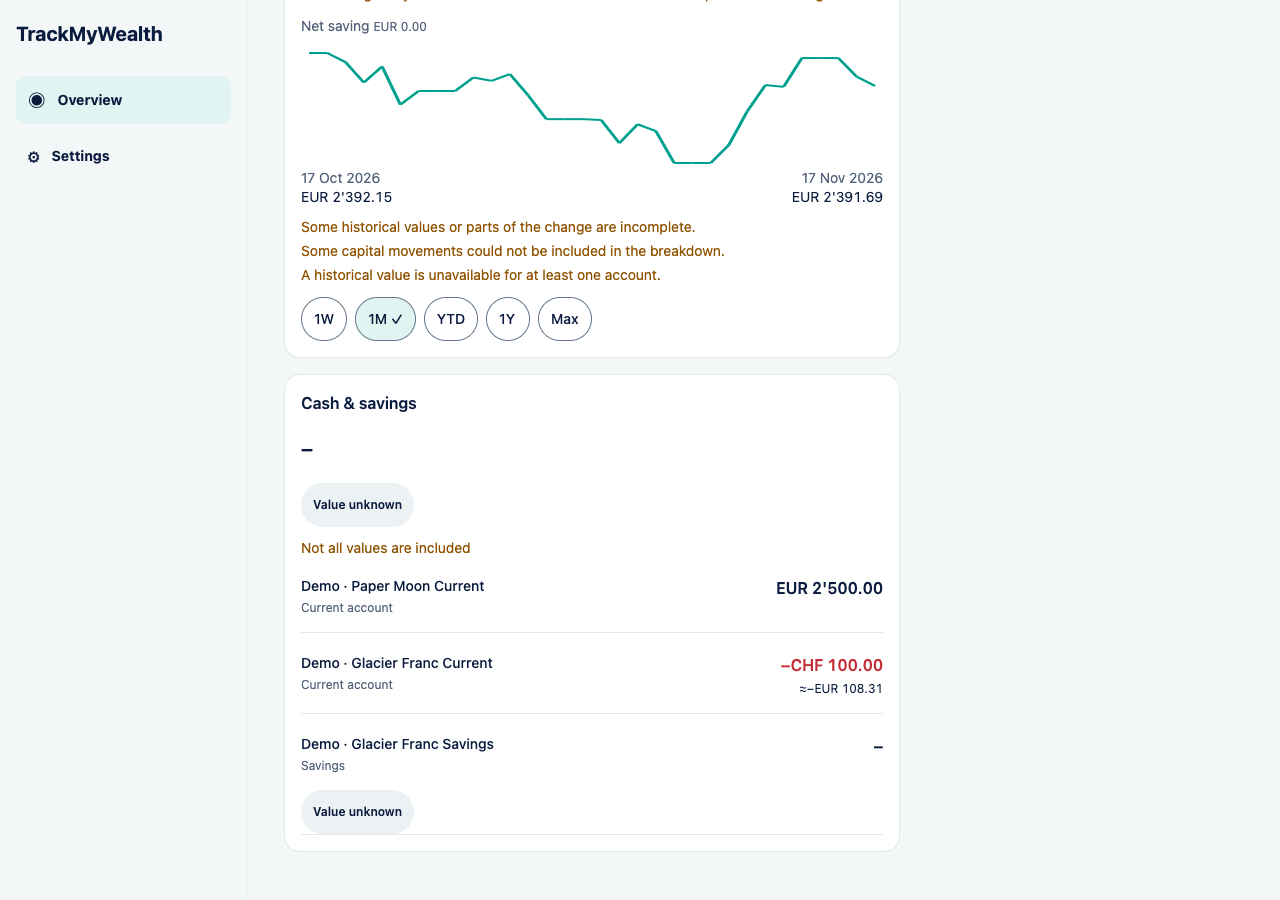 TrackMyWealth
Overview
Settings
Net saving EUR 0.00
17 Oct 2026 17 Nov 2026
EUR 2'392.15 EUR 2'391.69
Some historical values or parts of the change are incomplete.
Some capital movements could not be included in the breakdown.
A historical value is unavailable for at least one account.
1W 1M ✓ YTD 1Y Max
Cash & savings
–
Value unknown
Not all values are included
Demo · Paper Moon Current EUR 2'500.00
Current account
Demo · Glacier Franc Current –CHF 100.00
Current account ≈–EUR 108.31
Demo · Glacier Franc Savings –
Savings
Value unknown